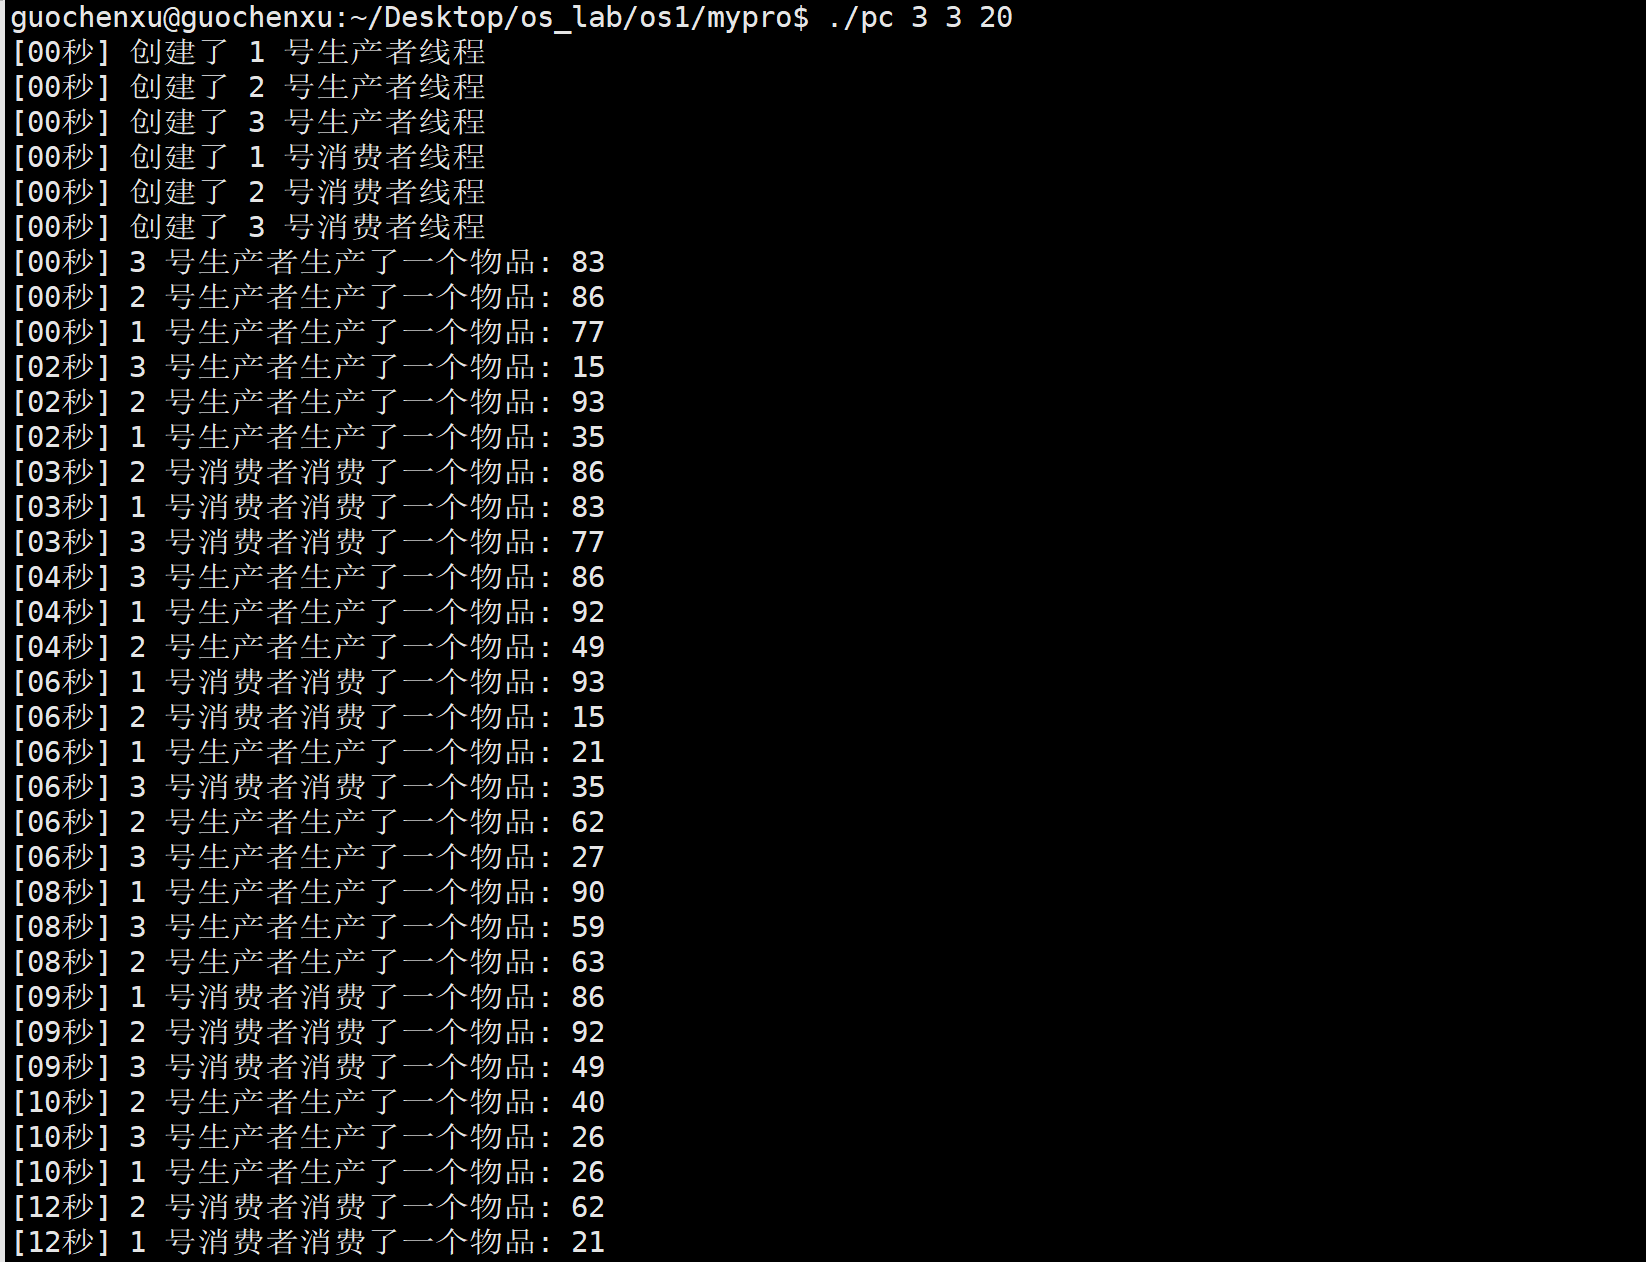 guochenxu@guochenxu:~/Desktop/os_lab/os1/mypro$ ./pc 3 3 20
[00秒] 创建了 1 号生产者线程
[00秒] 创建了 2 号生产者线程
[00秒] 创建了 3 号生产者线程
[00秒] 创建了 1 号消费者线程
[00秒] 创建了 2 号消费者线程
[00秒] 创建了 3 号消费者线程
[00秒] 3 号生产者生产了一个物品: 83
[00秒] 2 号生产者生产了一个物品: 86
[00秒] 1 号生产者生产了一个物品: 77
[02秒] 3 号生产者生产了一个物品: 15
[02秒] 2 号生产者生产了一个物品: 93
[02秒] 1 号生产者生产了一个物品: 35
[03秒] 2 号消费者消费了一个物品: 86
[03秒] 1 号消费者消费了一个物品: 83
[03秒] 3 号消费者消费了一个物品: 77
[04秒] 3 号生产者生产了一个物品: 86
[04秒] 1 号生产者生产了一个物品: 92
[04秒] 2 号生产者生产了一个物品: 49
[06秒] 1 号消费者消费了一个物品: 93
[06秒] 2 号消费者消费了一个物品: 15
[06秒] 1 号生产者生产了一个物品: 21
[06秒] 3 号消费者消费了一个物品: 35
[06秒] 2 号生产者生产了一个物品: 62
[06秒] 3 号生产者生产了一个物品: 27
[08秒] 1 号生产者生产了一个物品: 90
[08秒] 3 号生产者生产了一个物品: 59
[08秒] 2 号生产者生产了一个物品: 63
[09秒] 1 号消费者消费了一个物品: 86
[09秒] 2 号消费者消费了一个物品: 92
[09秒] 3 号消费者消费了一个物品: 49
[10秒] 2 号生产者生产了一个物品: 40
[10秒] 3 号生产者生产了一个物品: 26
[10秒] 1 号生产者生产了一个物品: 26
[12秒] 2 号消费者消费了一个物品: 62
[12秒] 1 号消费者消费了一个物品: 21